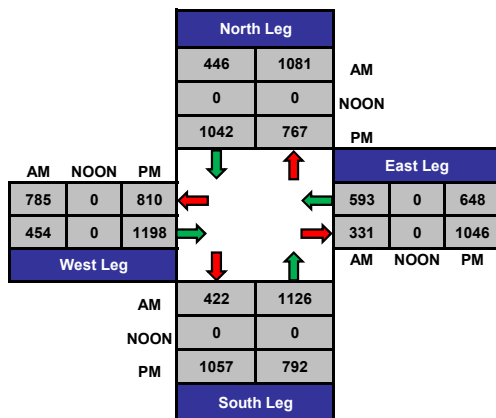 North Leg
446 1081 AM
0 0 NOON
1042 767 PM
AM NOON PM East Leg
785 0 810 593 0 648
454 0 1198 331 0 1046
West Leg AM NOON PM
AM 422 1126
NOON 0 0
PM 1057 792
South Leg